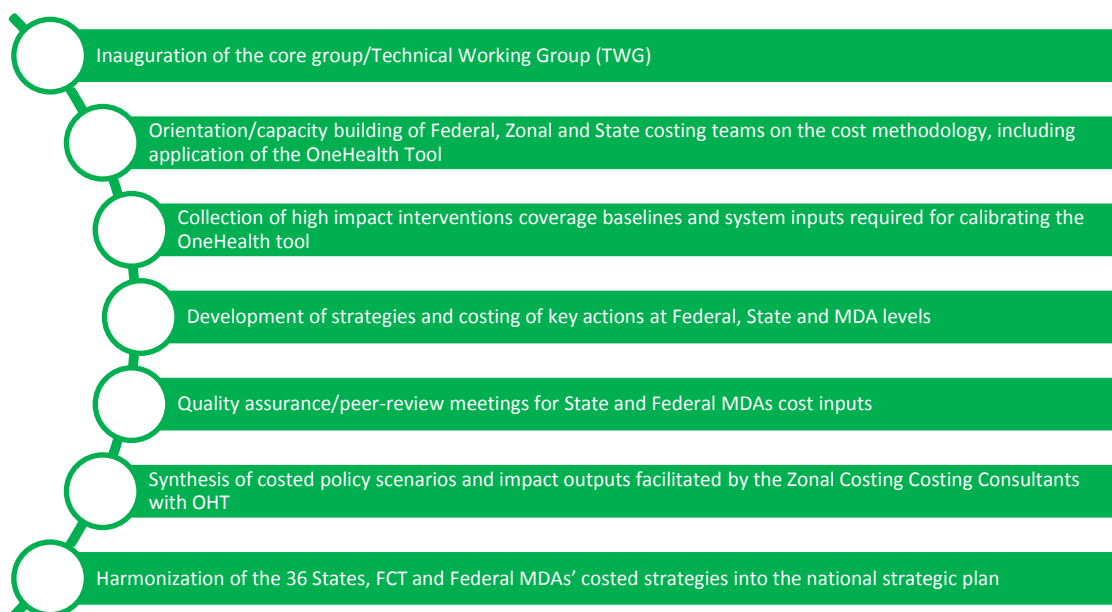 Inauguration of the core group/Technical Working Group (TWG)
Orientation/capacity building of Federal, Zonal and State costing teams on the cost methodology, including
application of the OneHealth Tool
Collection of high impact interventions coverage baselines and system inputs required for calibrating the
OneHealth tool
Development of strategies and costing of key actions at Federal, State and MDA levels
Quality assurance/peer-review meetings for State and Federal MDAs cost inputs
Synthesis of costed policy scenarios and impact outputs facilitated by the Zonal Costing Costing Consultants
with OHT
Harmonization of the 36 States, FCT and Federal MDAs’ costed strategies into the national strategic plan